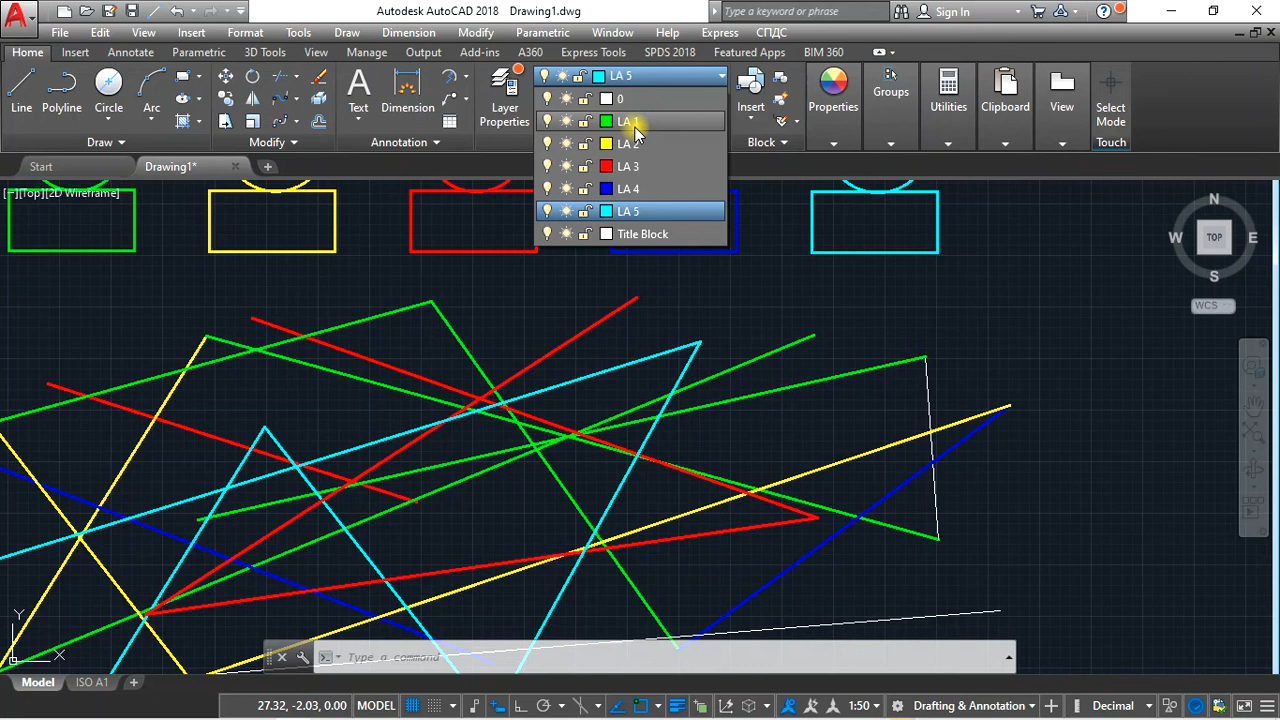 A
Autodesk AutoCAD 2018 Drawing1.dwg
Type a keyword or phrase
Sign In
File Edit View Insert Format Tools Draw Dimension Modify Parametric Window Help Express СПДС
Home Insert Annotate Parametric 3D Tools View Manage Output Add-ins A360 Express Tools SPDS 2018 Featured Apps BIM 360
LA 5
Line Polyline Circle Arc
A
Text Dimension
Layer
Properties
Insert
Properties
Groups
Utilities
Clipboard
View
Select
Mode
Draw Modify Annotation Block Touch
0
LA 1
LA 2
LA 3
LA 4
LA 5
Title Block
Start Drawing1*
[−][Top][2D Wireframe]
N
W TOP E
S
WCS
Y
X
Type a command
Model ISO A1
27.32, -2.03, 0.00 MODEL 1:50 Drafting & Annotation Decimal